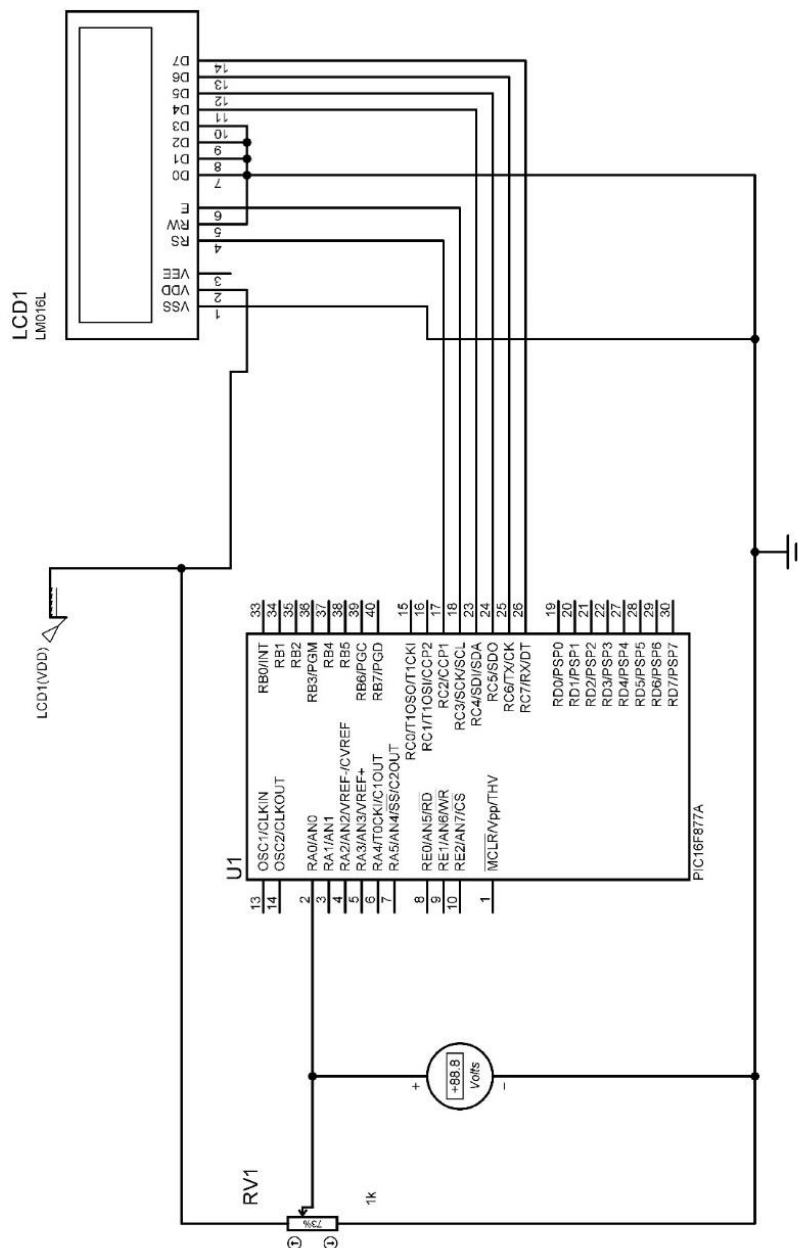 LCD1
LM016L
VSS 1
VDD 2
VEE 3
RS 4
RW 5
E 6
D0 7
D1 8
D2 9
D3 10
D4 11
D5 12
D6 13
D7 14
LCD1(VDD)
U1
13 OSC1/CLKIN
14 OSC2/CLKOUT
2 RA0/AN0
3 RA1/AN1
4 RA2/AN2/VREF-/CVREF
5 RA3/AN3/VREF+
6 RA4/T0CKI/C1OUT
7 RA5/AN4/SS/C2OUT
8 RE0/AN5/RD
9 RE1/AN6/WR
10 RE2/AN7/CS
1 MCLR/Vpp/THV
RB0/INT 33
RB1 34
RB2 35
RB3/PGM 36
RB4 37
RB5 38
RB6/PGC 39
RB7/PGD 40
RC0/T1OSO/T1CKI 15
RC1/T1OSI/CCP2 16
RC2/CCP1 17
RC3/SCK/SCL 18
RC4/SDI/SDA 23
RC5/SDO 24
RC6/TX/CK 25
RC7/RX/DT 26
RD0/PSP0 19
RD1/PSP1 20
RD2/PSP2 21
RD3/PSP3 22
RD4/PSP4 27
RD5/PSP5 28
RD6/PSP6 29
RD7/PSP7 30
PIC16F877A
+88.8
Volts
RV1
73%
1k